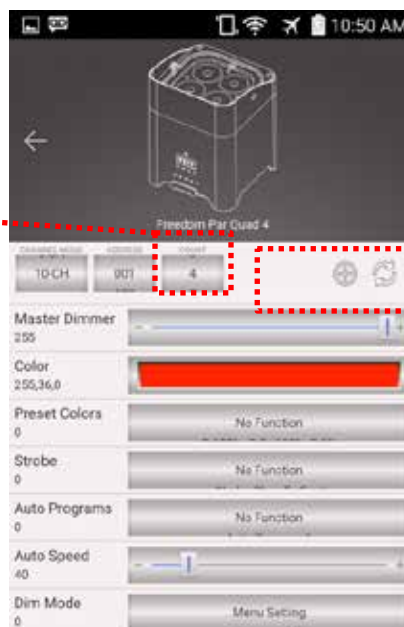 10:50 AM
Freedom Par Quad 4
CHANNEL MODE ADDRESS COUNT
10-CH 001 4
Master Dimmer
255
Color
255,36,0
Preset Colors
0
No Function
Strobe
0
No Function
Auto Programs
0
No Function
Auto Speed
40
Dim Mode
0
Menu Setting